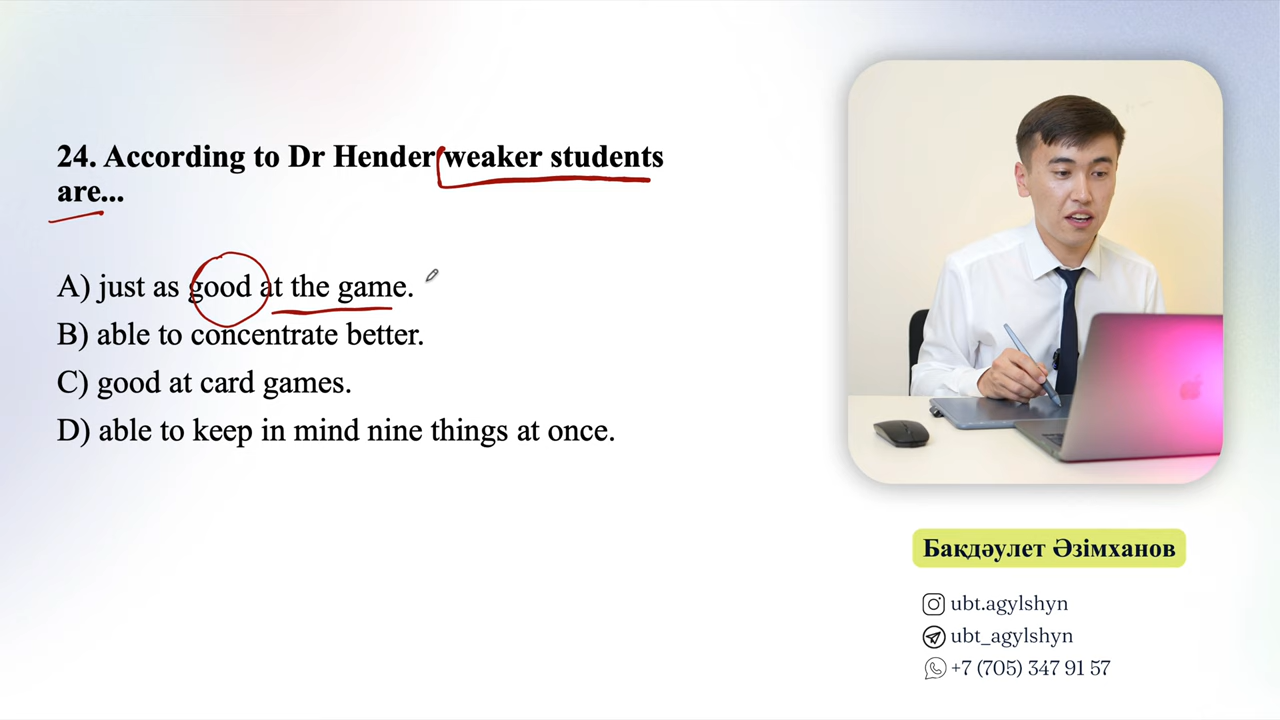 24. According to Dr Hender weaker students
are...
A) just as good at the game.
B) able to concentrate better.
C) good at card games.
D) able to keep in mind nine things at once.
Бақдәулет Әзімханов
ubt.agylshyn
ubt_agylshyn
+7 (705) 347 91 57